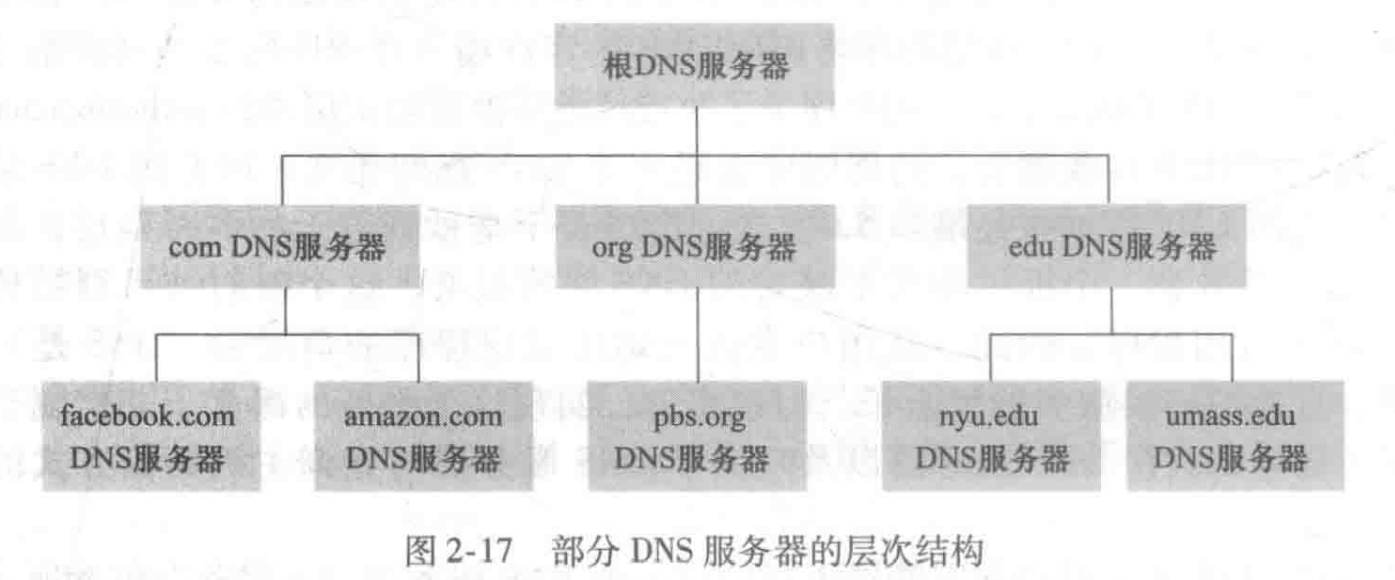 根DNS服务器
com DNS服务器
org DNS服务器
edu DNS服务器
facebook.com
DNS服务器
amazon.com
DNS服务器
pbs.org
DNS服务器
nyu.edu
DNS服务器
umass.edu
DNS服务器
图 2-17 部分 DNS 服务器的层次结构